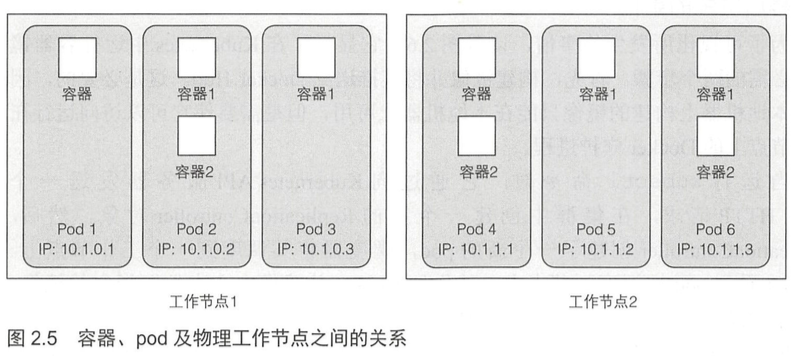 容器
容器1
容器1
容器1
容器1
容器1
容器2
容器2
容器2
Pod 1
IP: 10.1.0.1
Pod 2
IP: 10.1.0.2
Pod 3
IP: 10.1.0.3
Pod 4
IP: 10.1.1.1
Pod 5
IP: 10.1.1.2
Pod 6
IP: 10.1.1.3
工作节点1
工作节点2
图 2.5 容器、pod 及物理工作节点之间的关系